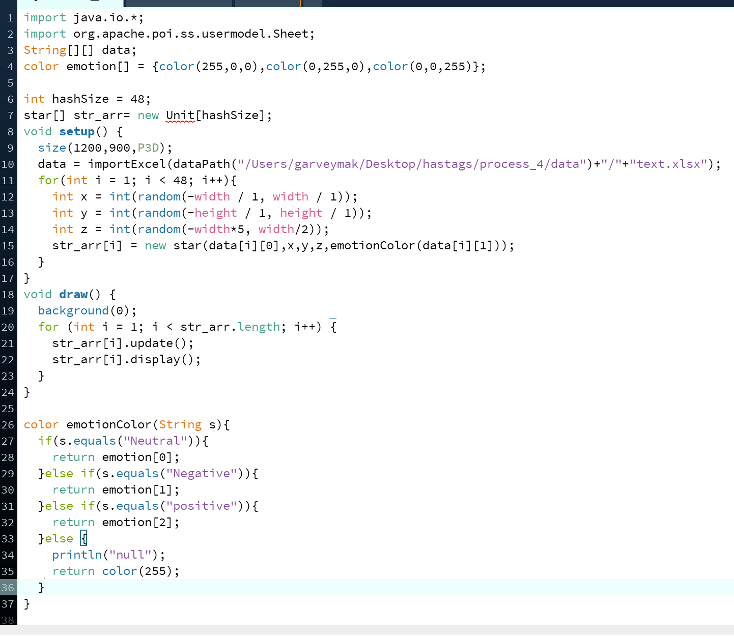 1 import java.io.*;
2 import org.apache.poi.ss.usermodel.Sheet;
3 String[][] data;
4 color emotion[] = {color(255,0,0),color(0,255,0),color(0,0,255)};
5
6 int hashSize = 48;
7 star[] str_arr= new Unit[hashSize];
8 void setup() {
9   size(1200,900,P3D);
10   data = importExcel(dataPath("/Users/garveymak/Desktop/hastags/process_4/data")+"/"+"text.xlsx");
11   for(int i = 1; i < 48; i++){
12     int x = int(random(-width / 1, width / 1));
13     int y = int(random(-height / 1, height / 1));
14     int z = int(random(-width*5, width/2));
15     str_arr[i] = new star(data[i][0],x,y,z,emotionColor(data[i][1]));
16   }
17 }
18 void draw() {
19   background(0);
20   for (int i = 1; i < str_arr.length; i++) {
21     str_arr[i].update();
22     str_arr[i].display();
23   }
24 }
25
26 color emotionColor(String s){
27   if(s.equals("Neutral")){
28     return emotion[0];
29   }else if(s.equals("Negative")){
30     return emotion[1];
31   }else if(s.equals("positive")){
32     return emotion[2];
33   }else {
34     println("null");
35     return color(255);
36   }
37 }
38